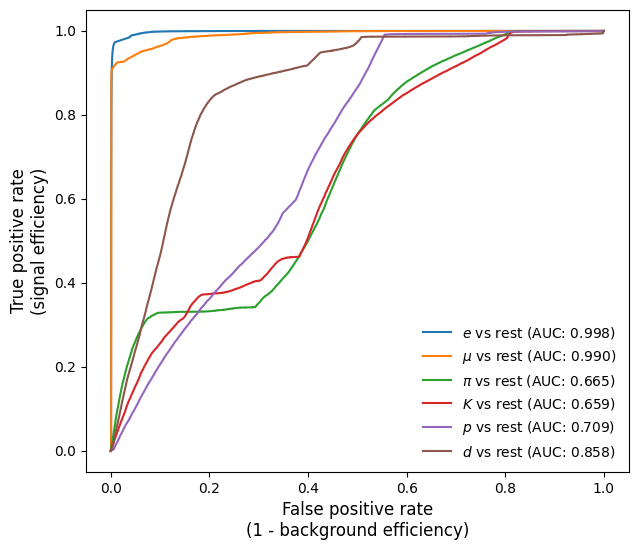 True positive rate
(signal efficiency)
1.0
0.8
0.6
0.4
0.2
0.0
e vs rest (AUC: 0.998)
μ vs rest (AUC: 0.990)
π vs rest (AUC: 0.665)
K vs rest (AUC: 0.659)
p vs rest (AUC: 0.709)
d vs rest (AUC: 0.858)
0.0 0.2 0.4 0.6 0.8 1.0
False positive rate
(1 - background efficiency)